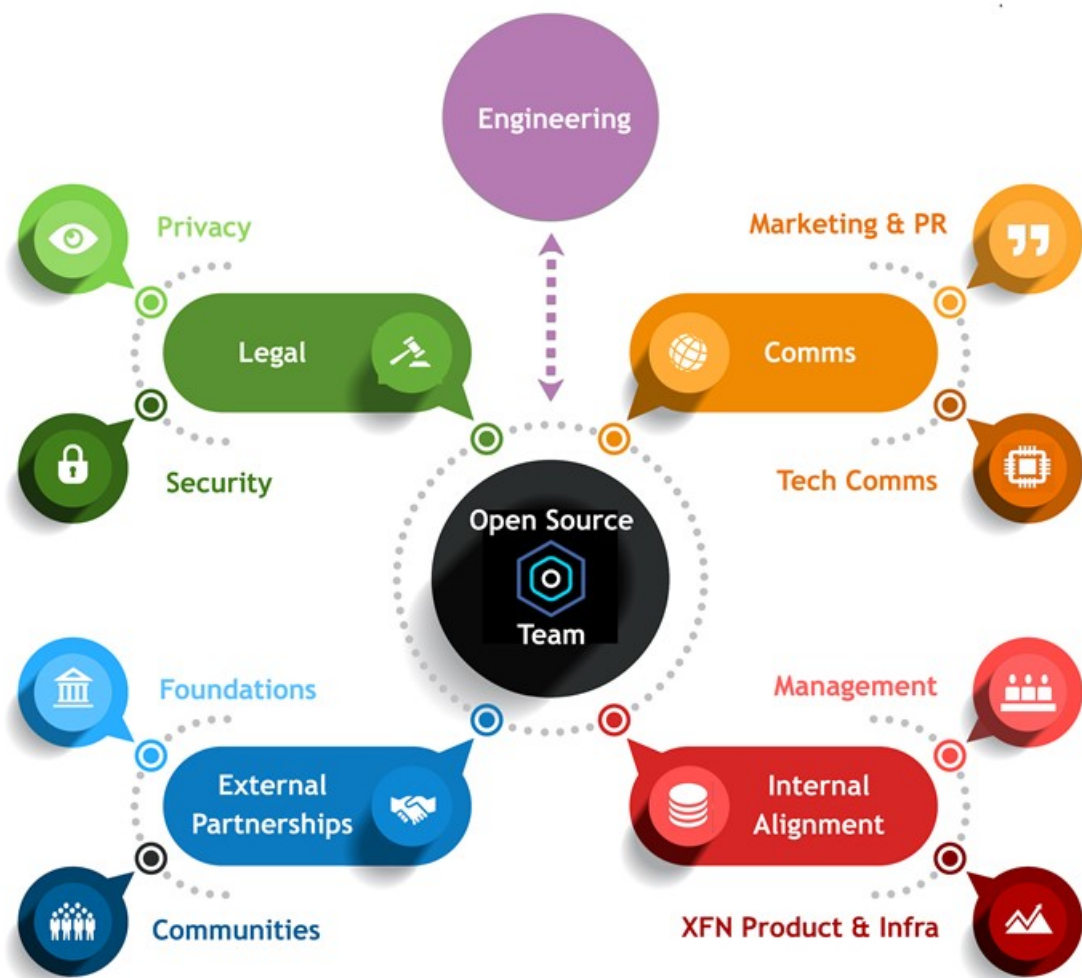 Engineering
Privacy
Marketing & PR
Legal
Comms
Security
Tech Comms
Open Source
Team
Foundations
Management
External
Partnerships
Internal
Alignment
Communities
XFN Product & Infra